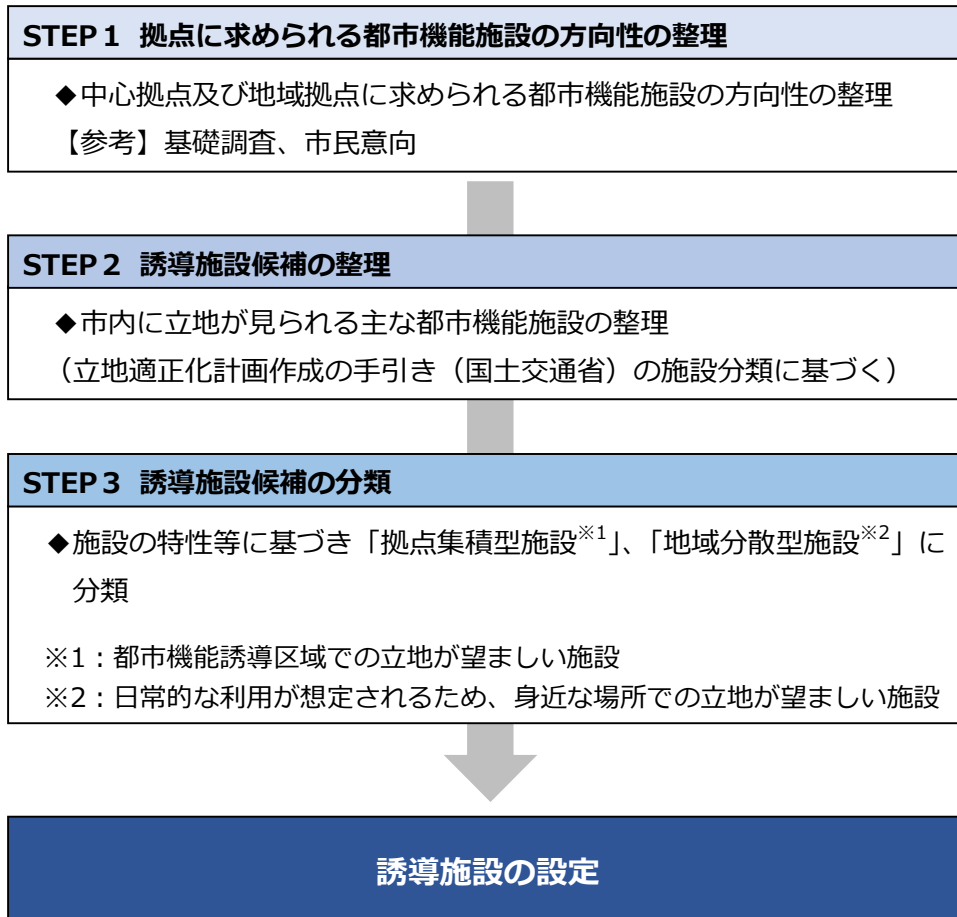 STEP1 拠点に求められる都市機能施設の方向性の整理
◆中心拠点及び地域拠点に求められる都市機能施設の方向性の整理
【参考】基礎調査、市民意向
STEP2 誘導施設候補の整理
◆市内に立地が見られる主な都市機能施設の整理
（立地適正化計画作成の手引き（国土交通省）の施設分類に基づく）
STEP3 誘導施設候補の分類
◆施設の特性等に基づき「拠点集積型施設※1」、「地域分散型施設※2」に
分類
※1：都市機能誘導区域での立地が望ましい施設
※2：日常的な利用が想定されるため、身近な場所での立地が望ましい施設
誘導施設の設定